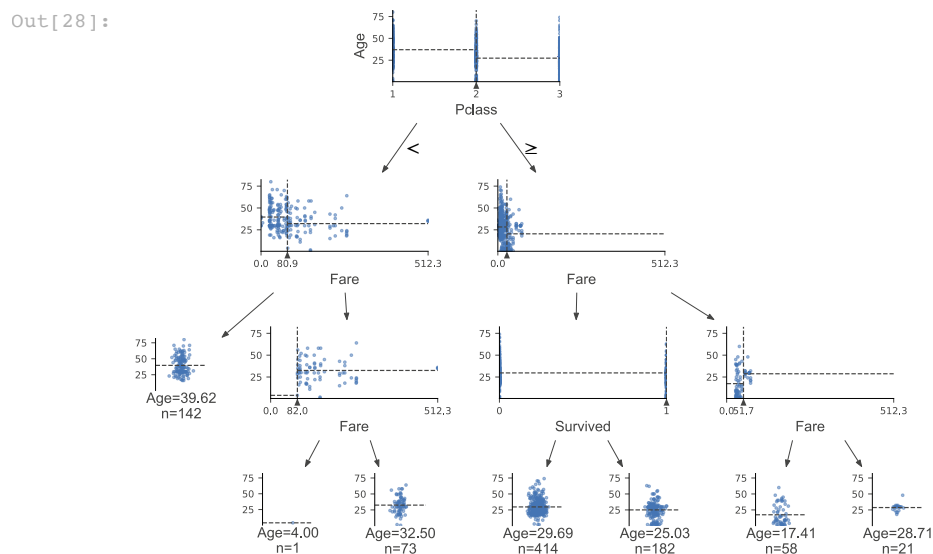 Out[28]:
75
50
25
Age
1 2 3
Pclass
< ≥
75
50
25
0.0 80.9 512.3
Fare
75
50
25
0.0 512.3
Fare
75
50
25
Age=39.62
n=142
75
50
25
0.0 82.0 512.3
Fare
75
50
25
0 1
Survived
75
50
25
0.051.7 512.3
Fare
75
50
25
Age=4.00
n=1
75
50
25
Age=32.50
n=73
75
50
25
Age=29.69
n=414
75
50
25
Age=25.03
n=182
75
50
25
Age=17.41
n=58
75
50
25
Age=28.71
n=21